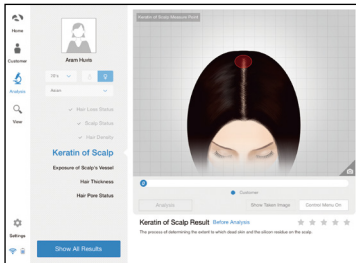 Keratin of Scalp Measure Point
Home
Customer
Analysis
View
Settings
Aram Huvis
Asian
Hair Loss Status
Scalp Status
Hair Density
Keratin of Scalp
Exposure of Scalp's Vessel
Hair Thickness
Hair Pore Status
Show All Results
Customer
Analysis
Show Taken Image
Control Menu On
Keratin of Scalp Result Before Analysis
The process of determining the extent to which dead skin and the silicon residue on the scalp.